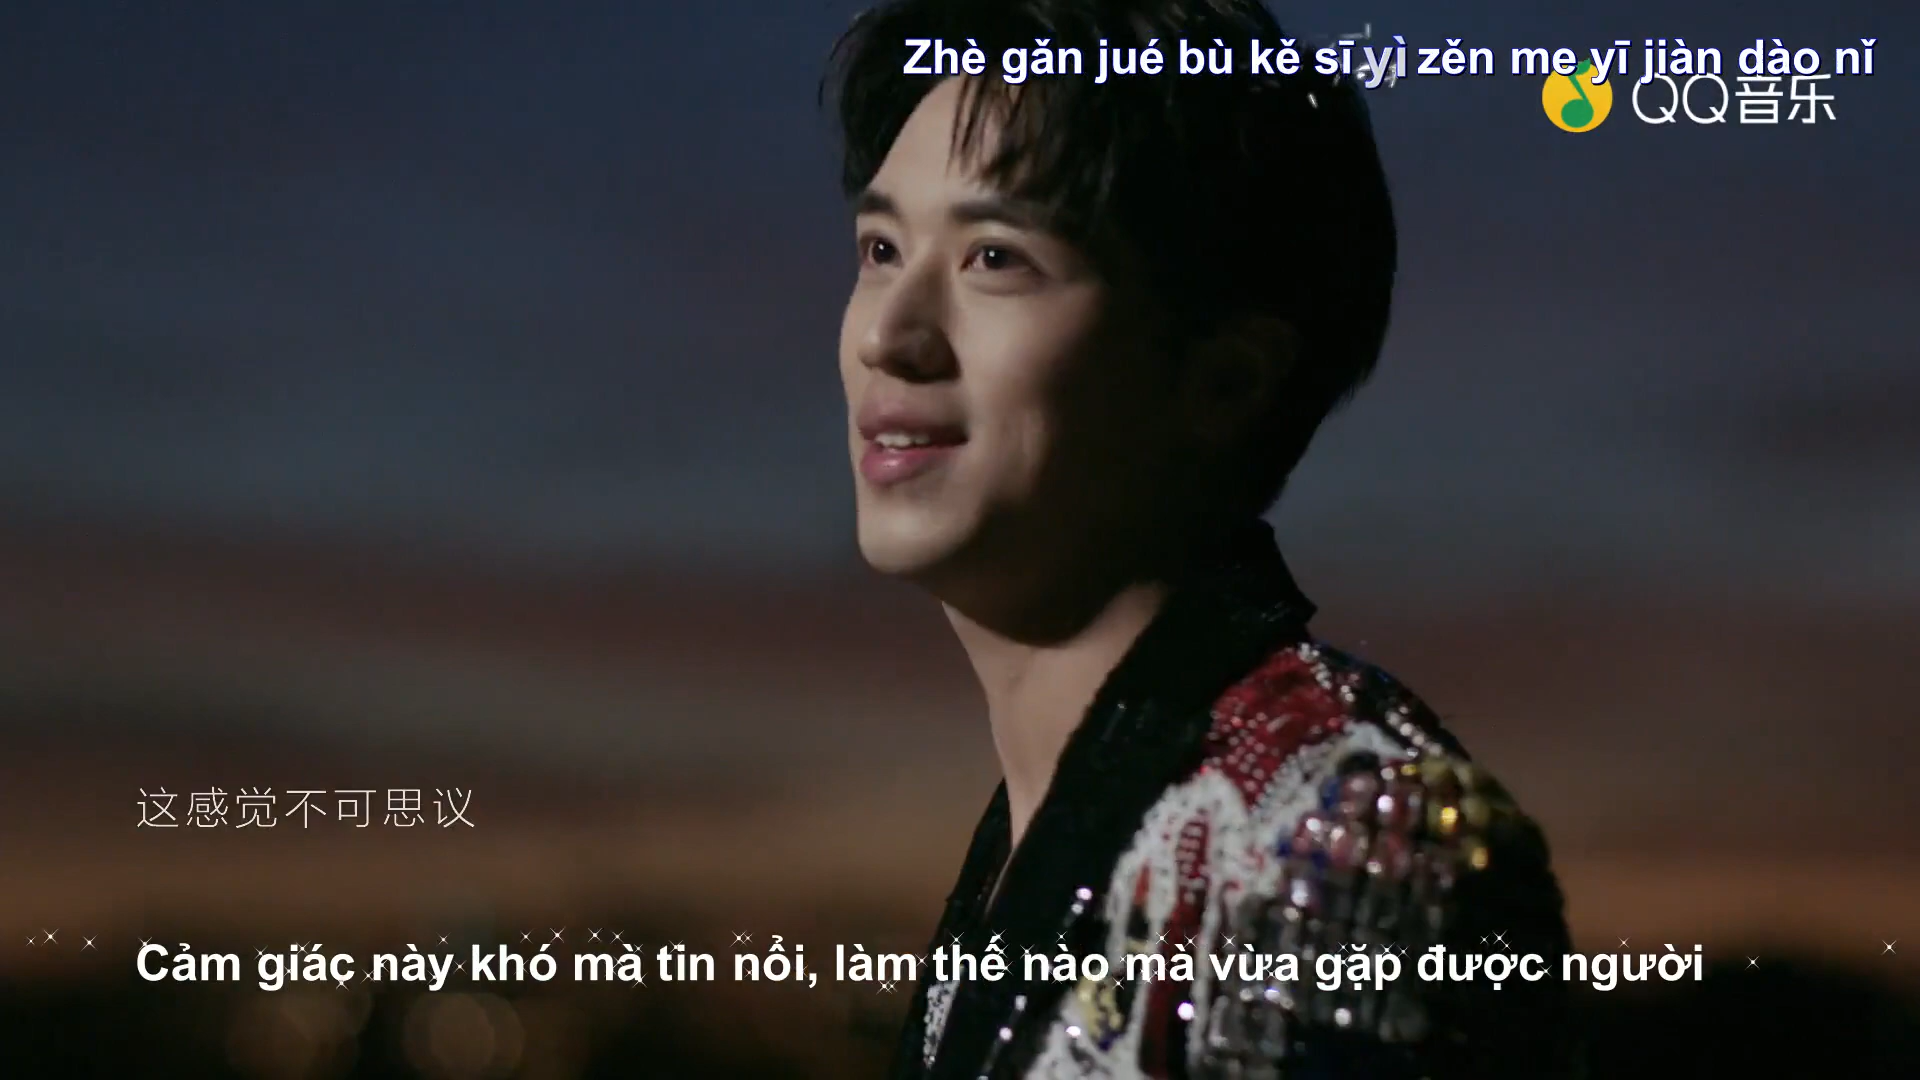 Zhè gǎn jué bù kě sī yì zěn me yī jiàn dào nǐ
QQ音乐
这感觉不可思议
Cảm giác này khó mà tin nổi, làm thế nào mà vừa gặp được người